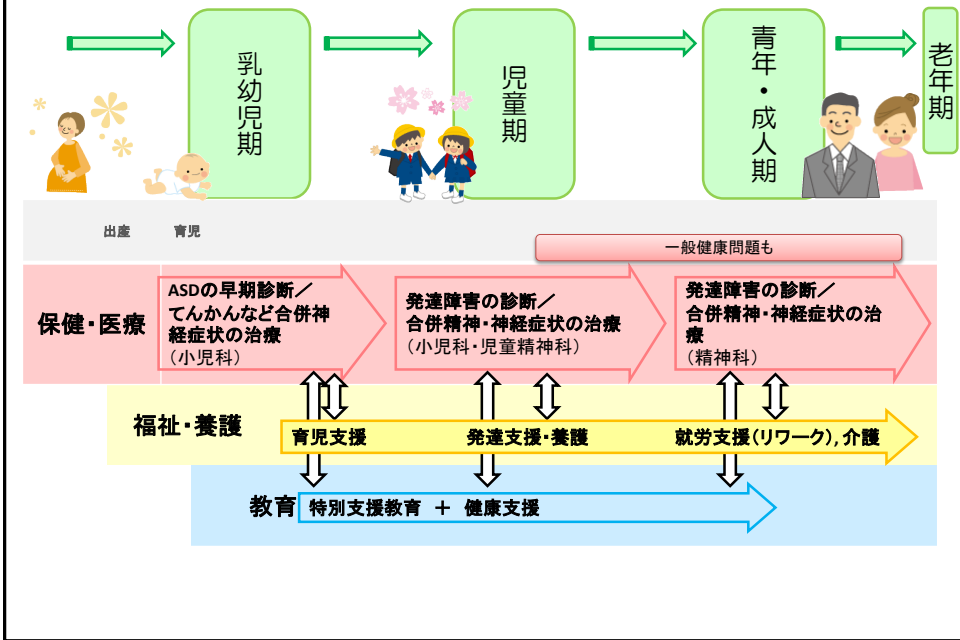 乳幼児期
児童期
青年・成人期
老年期
出産
育児
一般健康問題も
保健・医療
ASDの早期診断／
てんかんなど合併神
経症状の治療
（小児科）
発達障害の診断／
合併精神・神経症状の治療
（小児科・児童精神科）
発達障害の診断／
合併精神・神経症状の治
療
（精神科）
福祉・養護
育児支援
発達支援・養護
就労支援（リワーク），介護
教育
特別支援教育　＋　健康支援